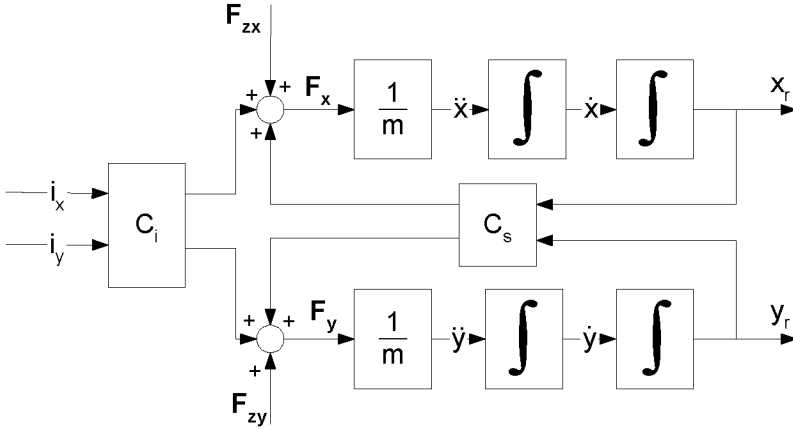 F_zx
+ +
F_x
+
1
m
ẍ
∫
ẋ
∫
x_r
i_x
i_y
C_i
C_s
+ +
F_y
+
1
m
ÿ
∫
ẏ
∫
y_r
F_zy